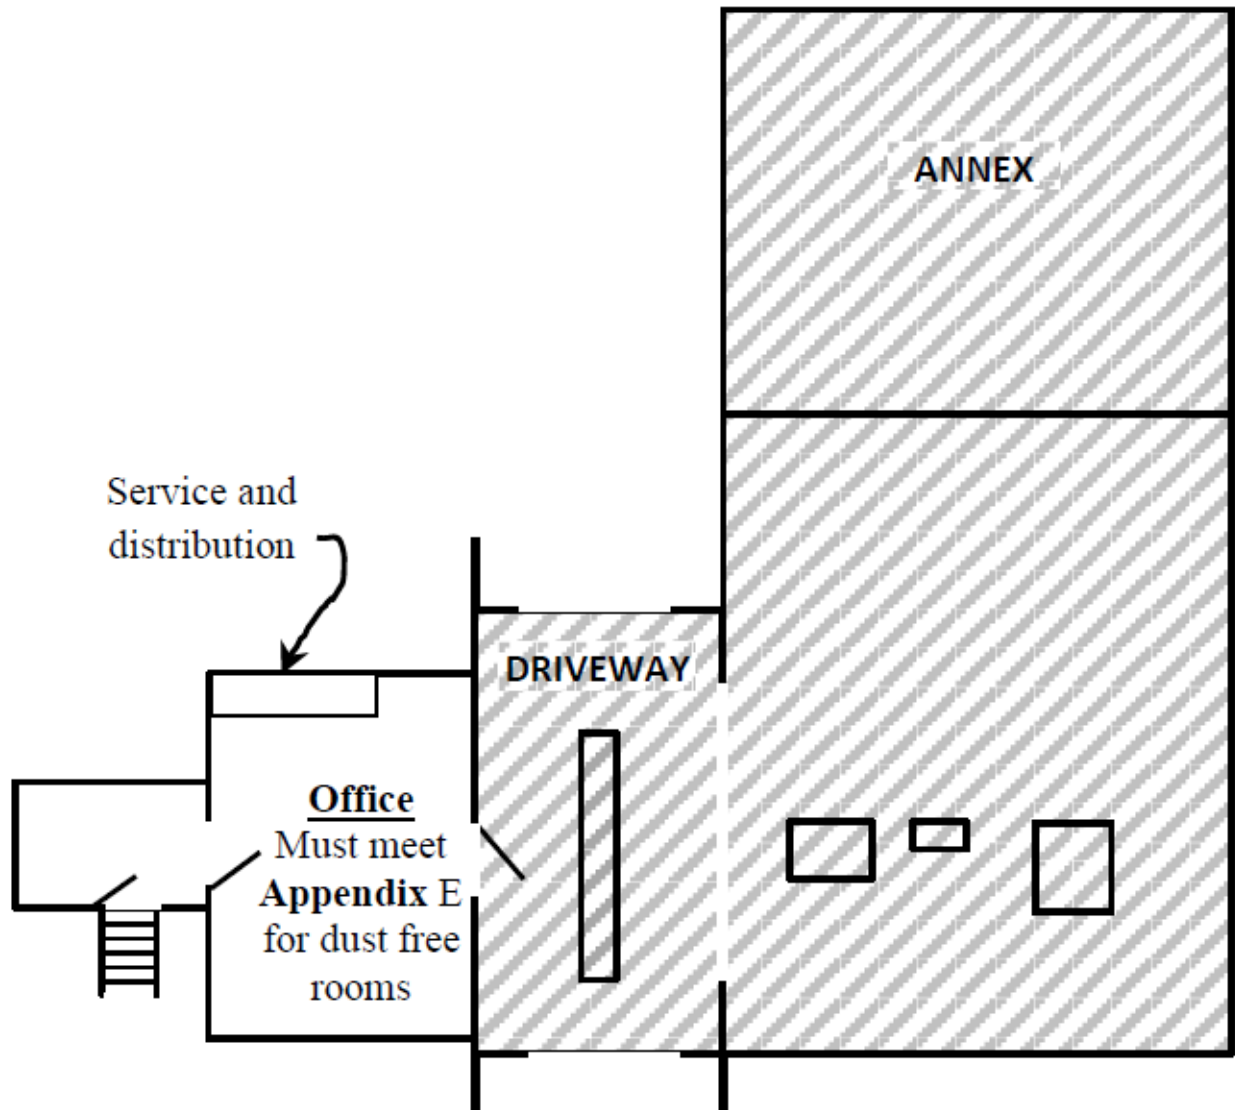 ANNEX
Service and
distribution
DRIVEWAY
Office
Must meet
Appendix E
for dust free
rooms